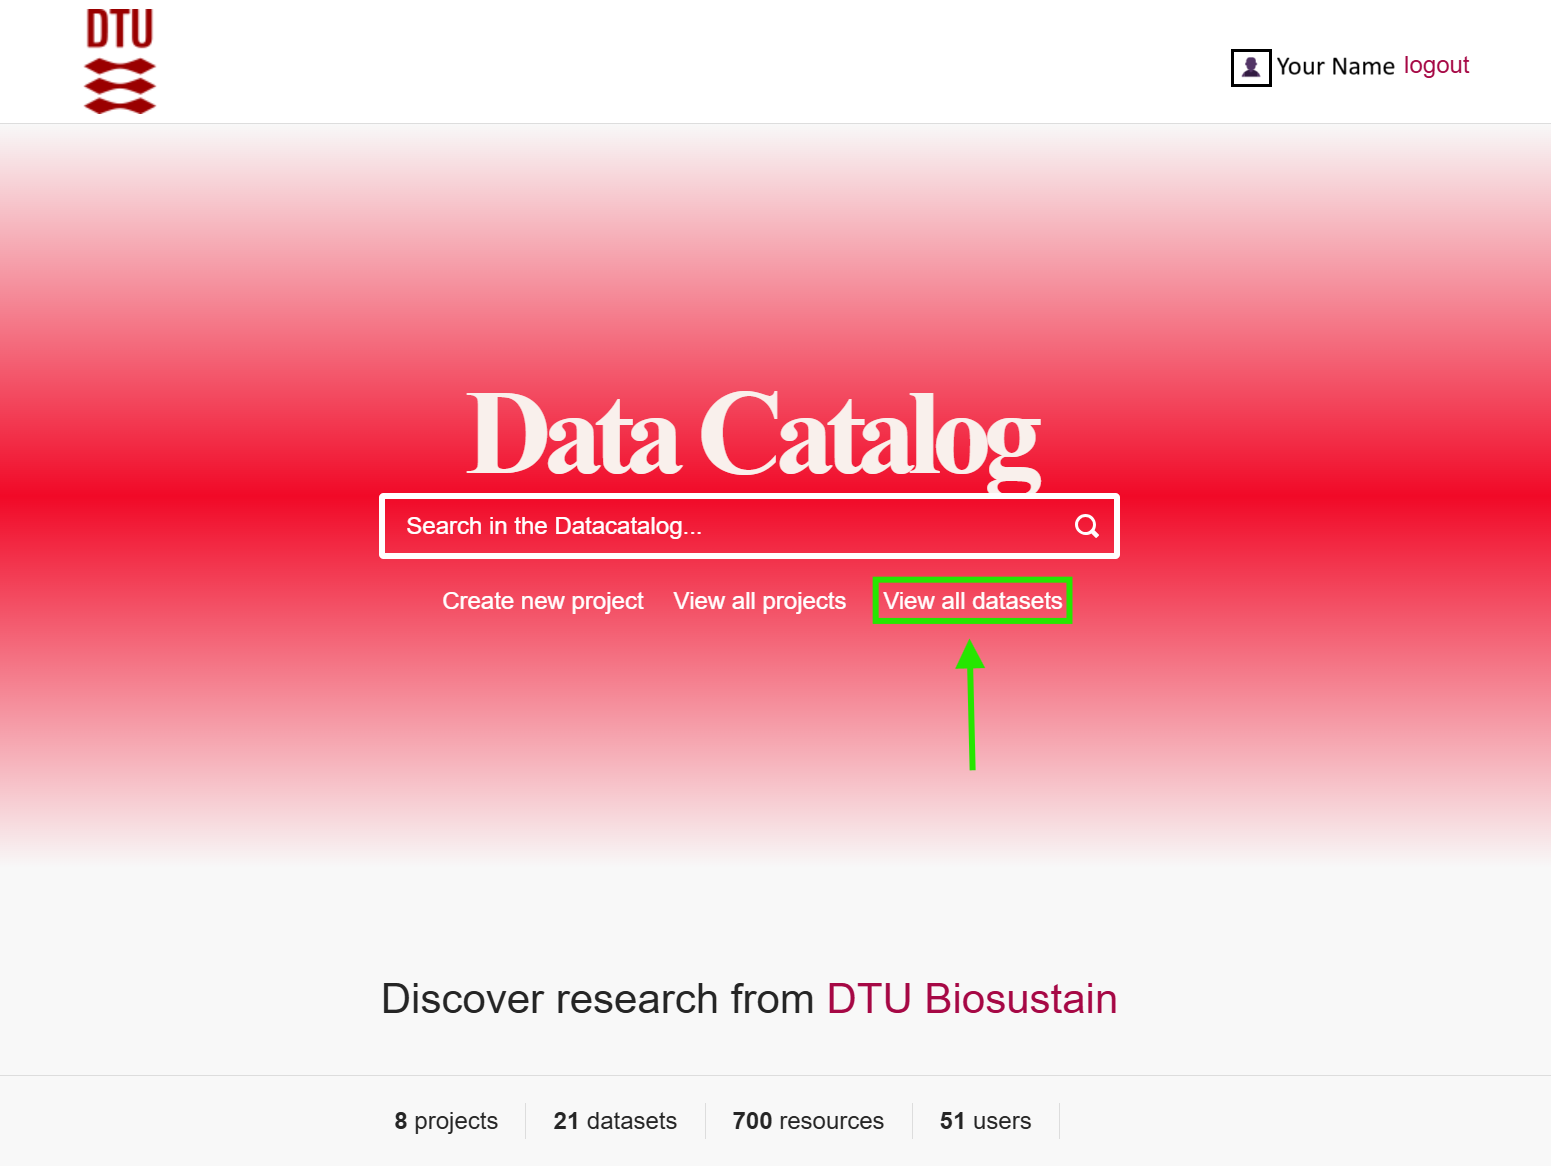 DTU
Your Name logout
Data Catalog
Search in the Datacatalog...
Create new project View all projects View all datasets
Discover research from DTU Biosustain
8 projects 21 datasets 700 resources 51 users